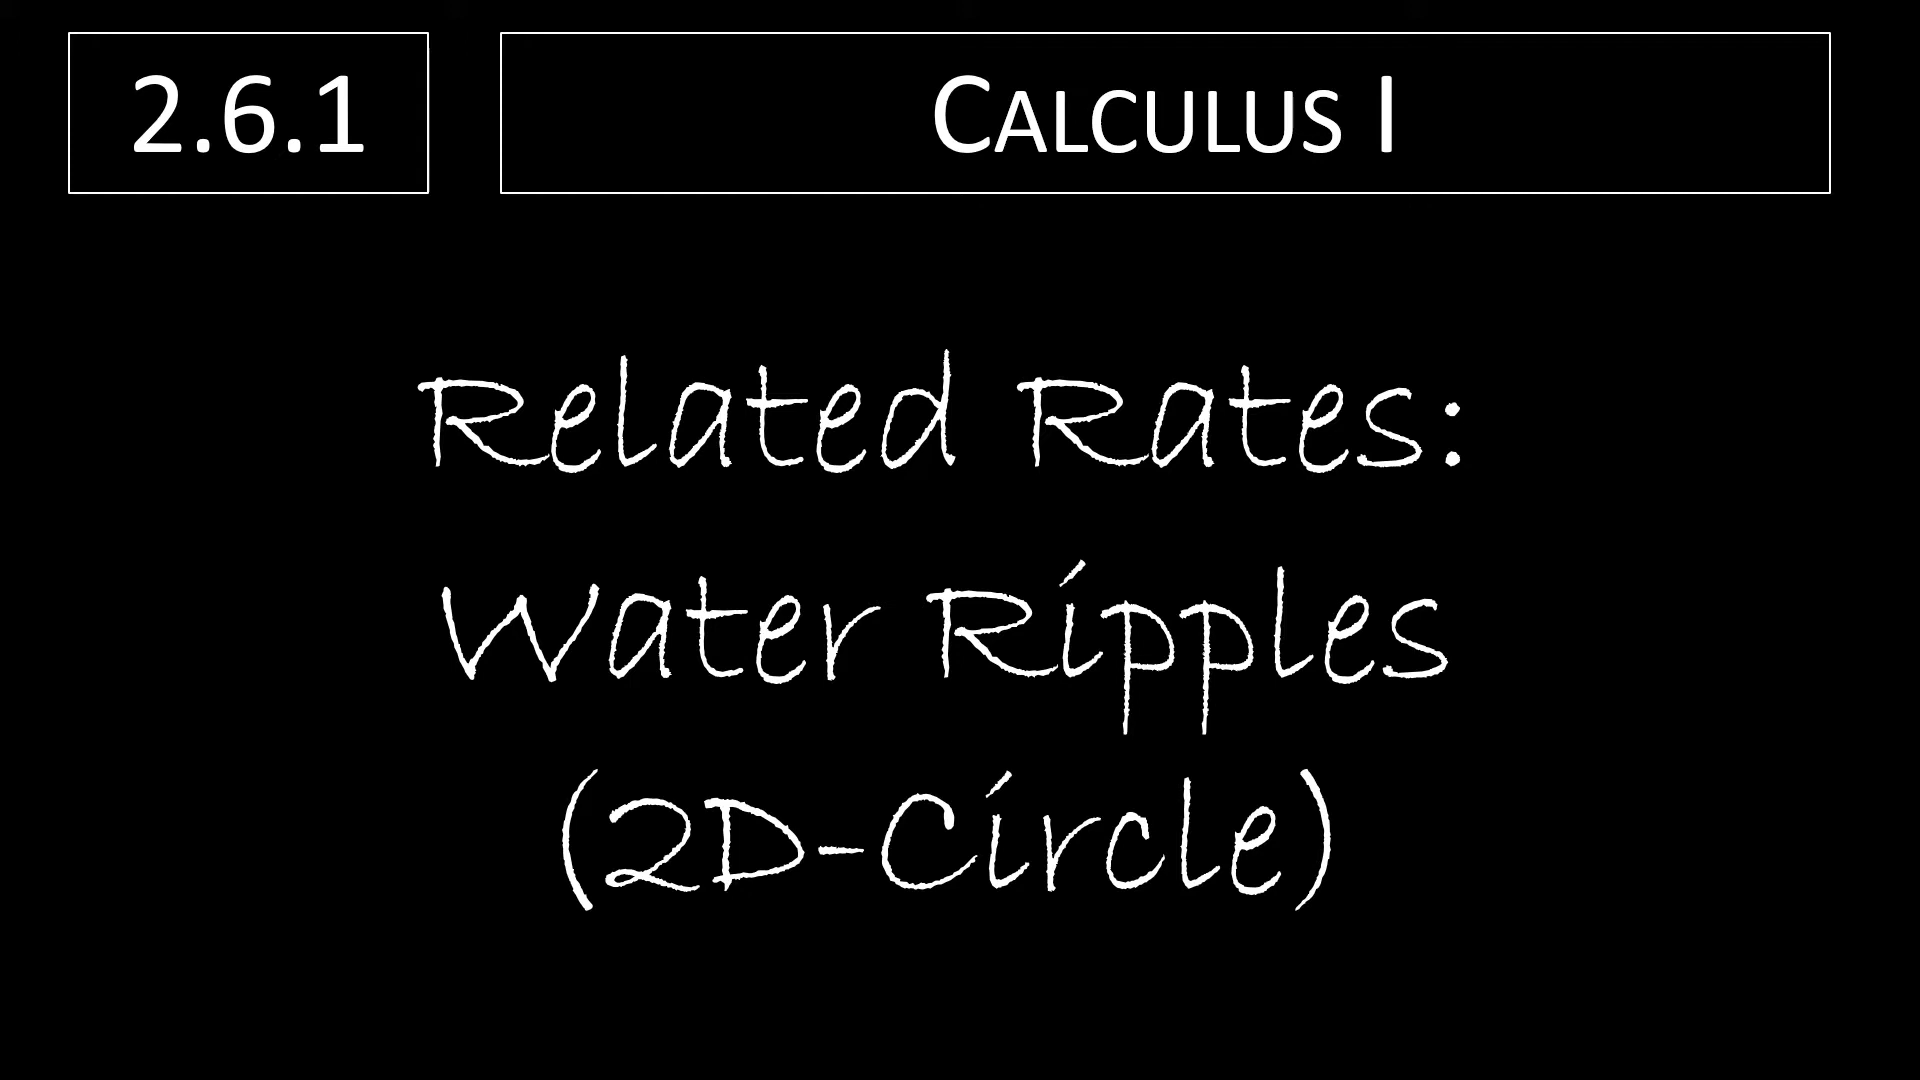 2.6.1
CALCULUS I
Related Rates:
Water Ripples
(2D-Circle)